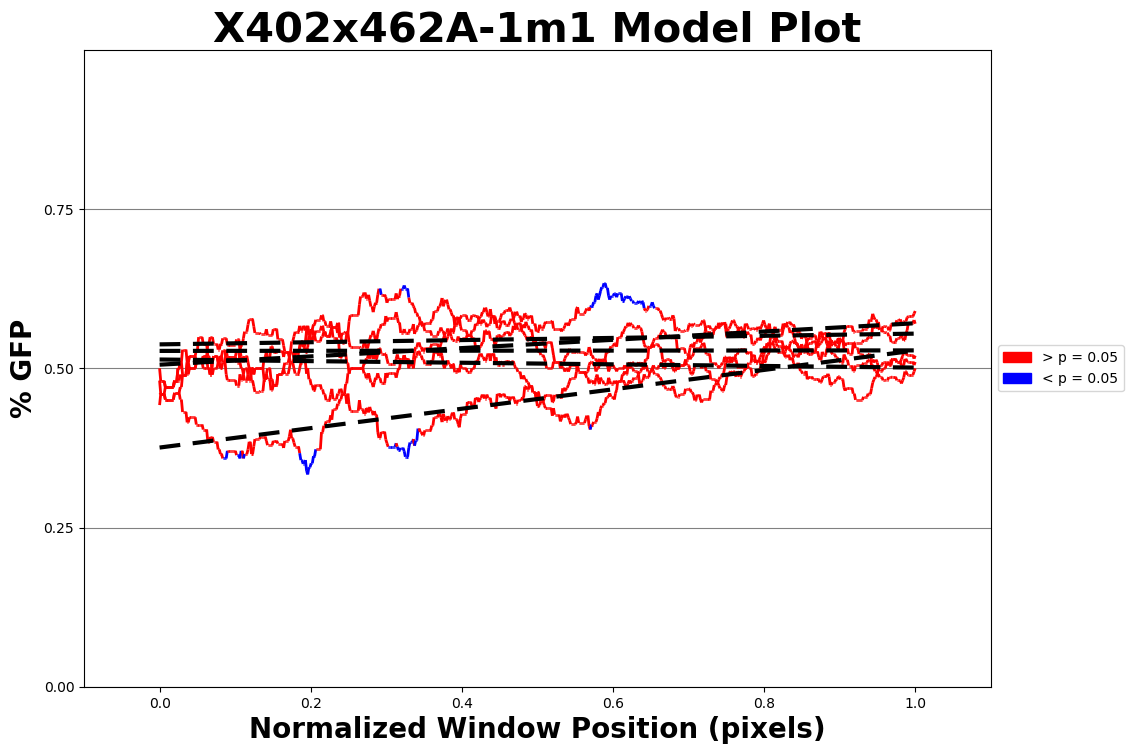 X402x462A-1m1 Model Plot
% GFP
0.75
0.50
0.25
0.00
0.0 0.2 0.4 0.6 0.8 1.0
Normalized Window Position (pixels)
> p = 0.05
< p = 0.05